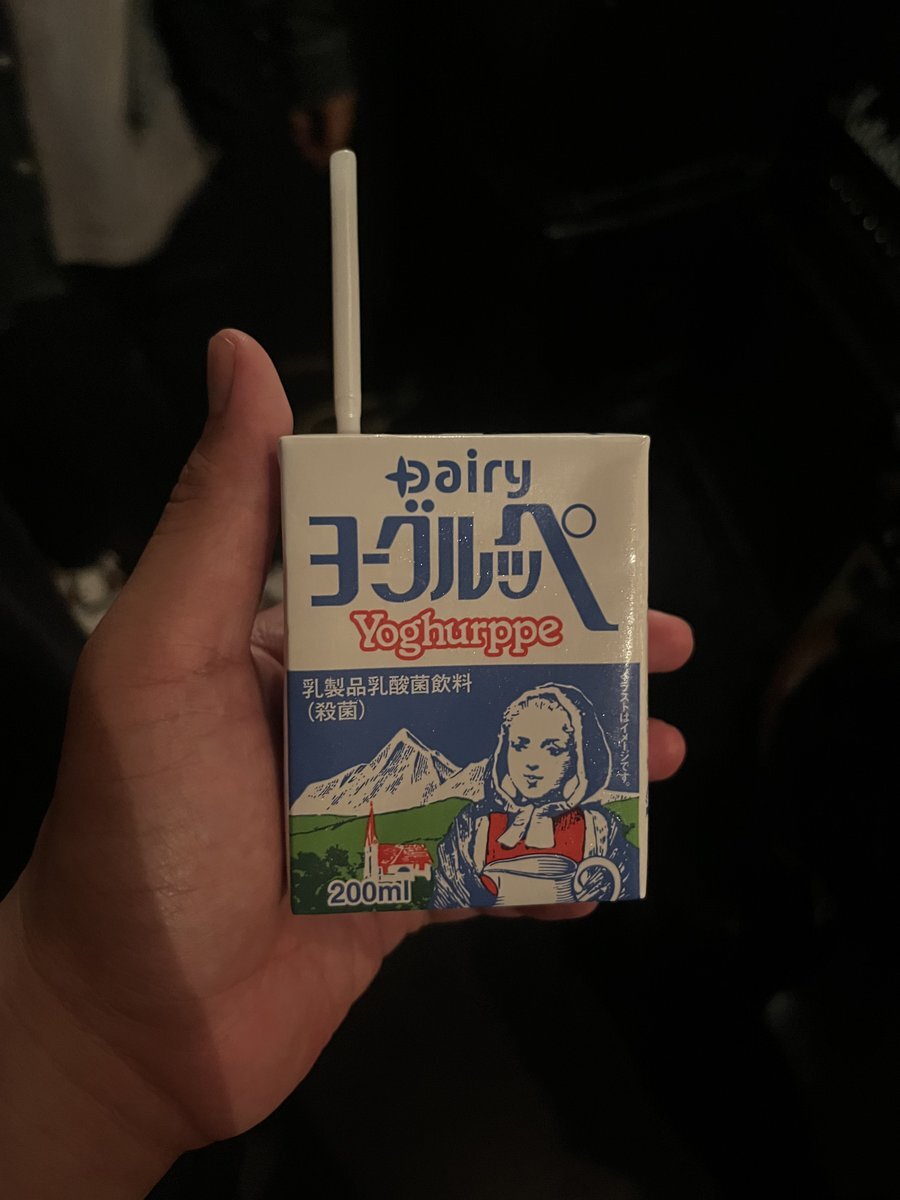 Dairy
ヨーグルッペ
Yoghurppe
乳製品乳酸菌飲料
(殺菌)
イラストはイメージです。
200ml